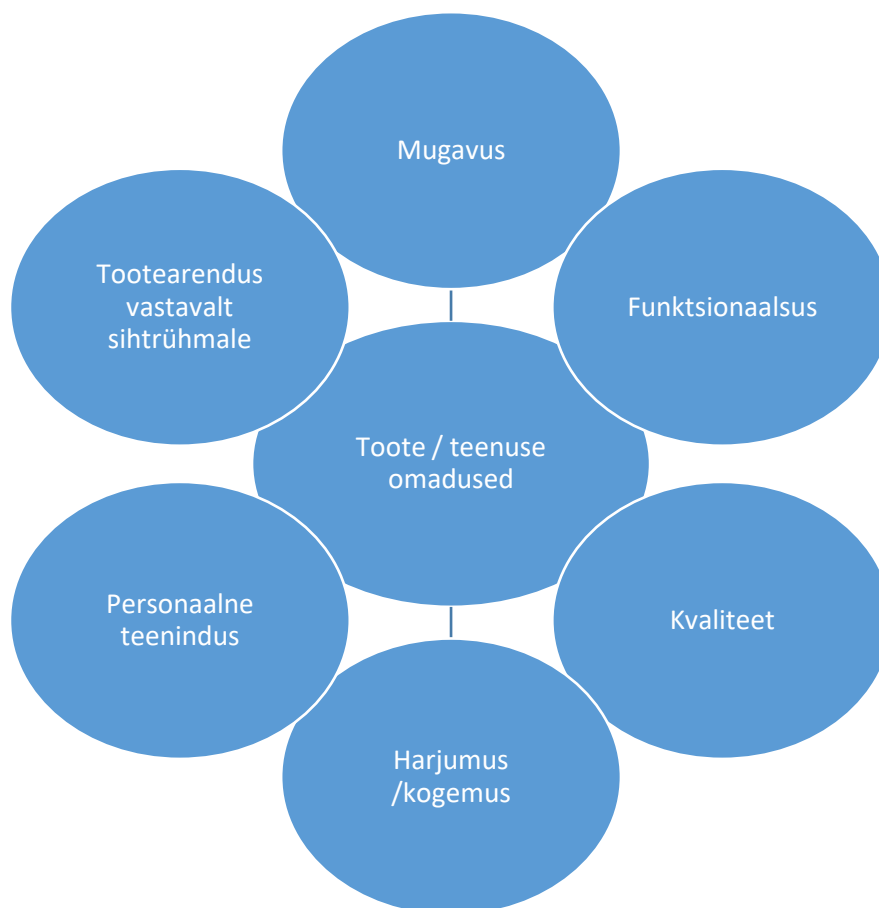 Mugavus
Tootearendus
vastavalt
sihtrühmale
Funktsionaalsus
Toote / teenuse
omadused
Personaalne
teenindus
Kvaliteet
Harjumus
/kogemus